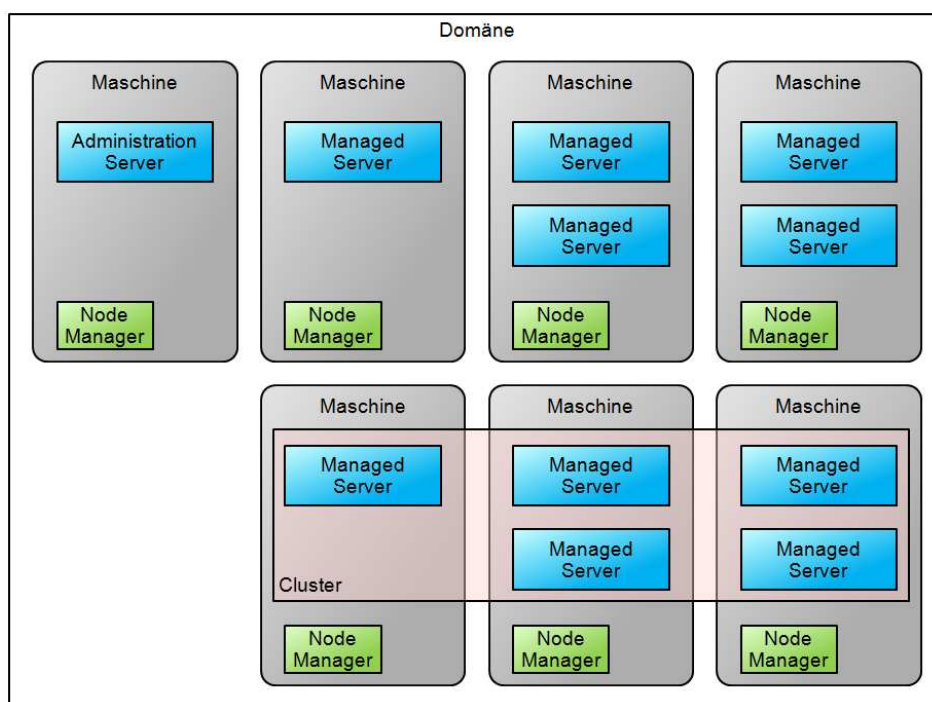 Domäne
Maschine
Administration
Server
Node
Manager
Maschine
Managed
Server
Node
Manager
Maschine
Managed
Server
Managed
Server
Node
Manager
Maschine
Managed
Server
Managed
Server
Node
Manager
Maschine
Managed
Server
Cluster
Node
Manager
Maschine
Managed
Server
Managed
Server
Node
Manager
Maschine
Managed
Server
Managed
Server
Node
Manager